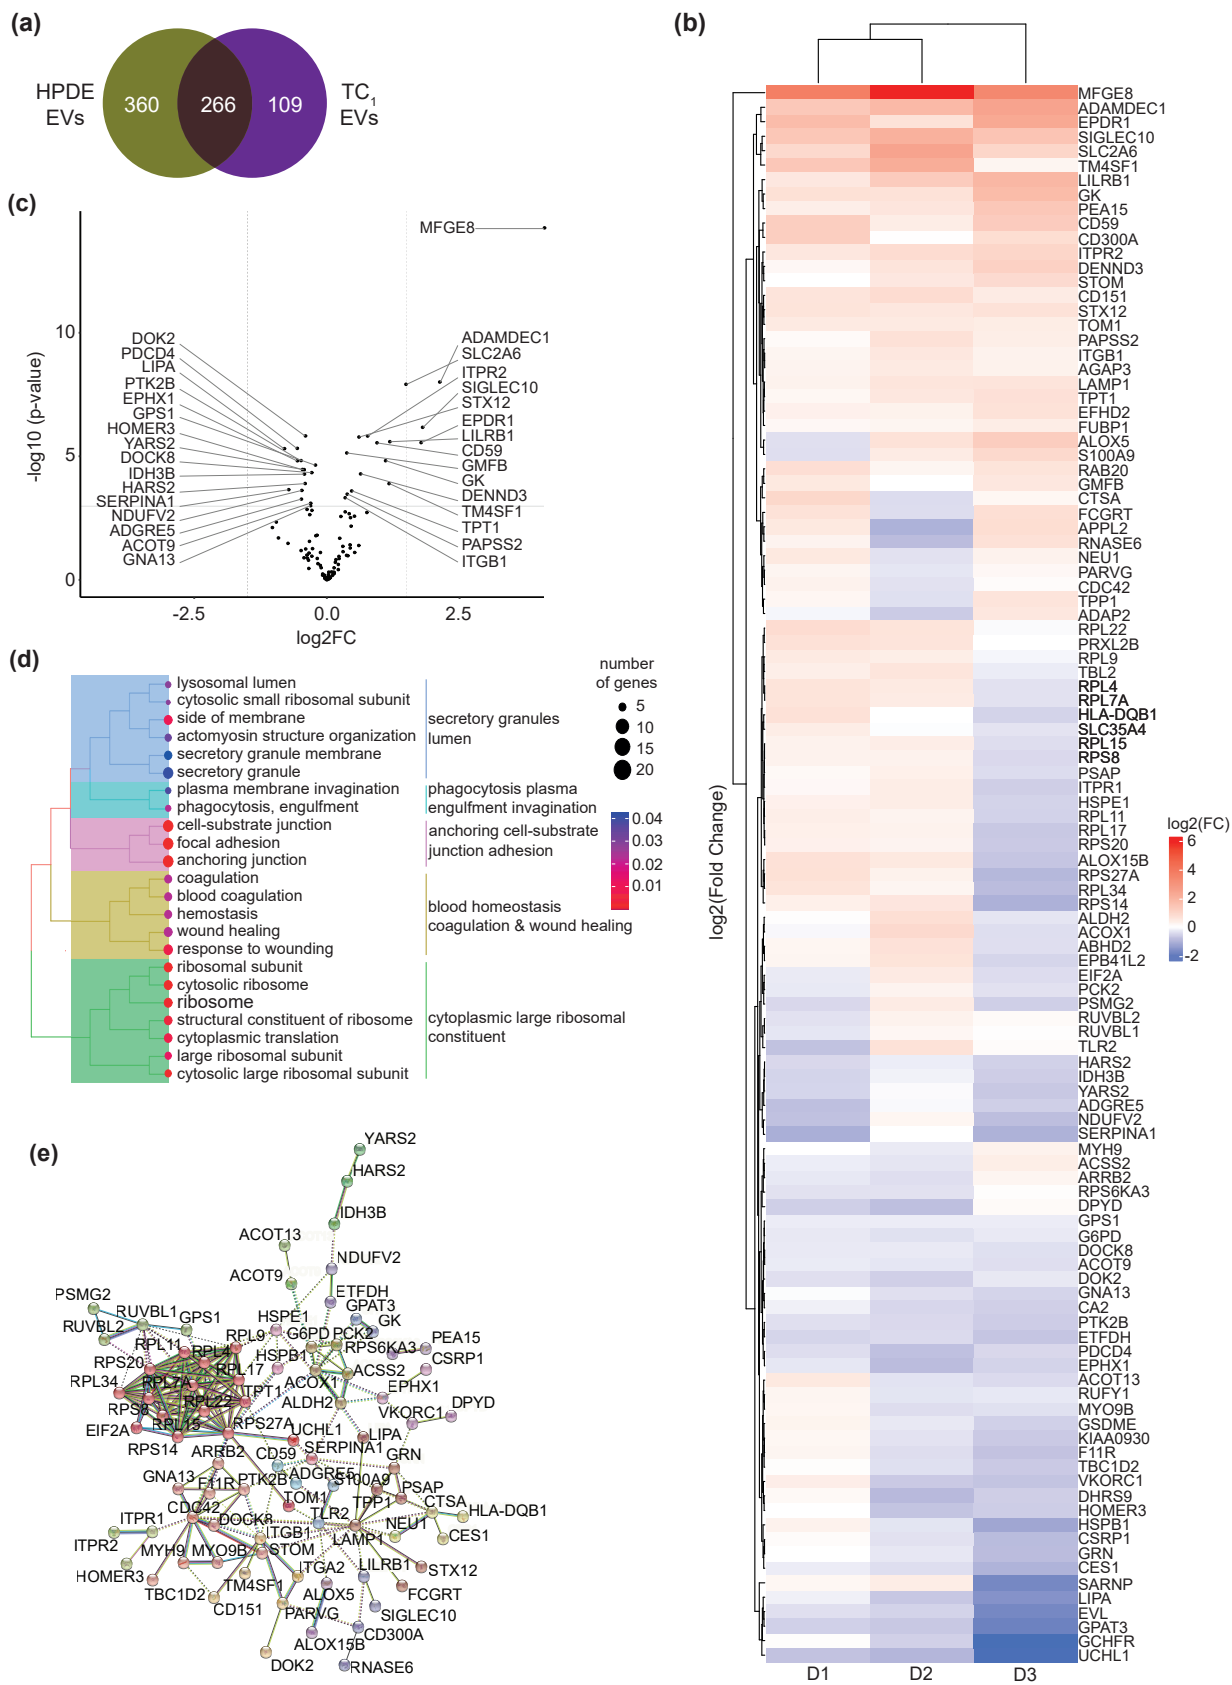 (a)
HPDE
EVs
360
266
109
TC1
EVs
(b)
MFGE8
ADAMDEC1
EPDR1
SIGLEC10
SLC2A6
TM4SF1
LILRB1
GK
PEA15
CD59
CD300A
ITPR2
DENND3
STOM
CD151
STX12
TOM1
PAPSS2
ITGB1
AGAP3
LAMP1
TPT1
EFHD2
FUBP1
ALOX5
S100A9
RAB20
GMFB
CTSA
FCGRT
APPL2
RNASE6
NEU1
PARVG
CDC42
TPP1
ADAP2
RPL22
PRXL2B
RPL9
TBL2
RPL4
RPL7A
HLA-DQB1
SLC35A4
RPL15
RPS8
PSAP
ITPR1
HSPE1
RPL11
RPL17
RPS20
ALOX15B
RPS27A
RPL34
RPS14
ALDH2
ACOX1
ABHD2
EPB41L2
EIF2A
PCK2
PSMG2
RUVBL2
RUVBL1
TLR2
HARS2
IDH3B
YARS2
ADGRE5
NDUFV2
SERPINA1
MYH9
ACSS2
ARRB2
RPS6KA3
DPYD
GPS1
G6PD
DOCK8
ACOT9
DOK2
GNA13
CA2
PTK2B
ETFDH
PDCD4
EPHX1
ACOT13
RUFY1
MYO9B
GSDME
KIAA0930
F11R
TBC1D2
VKORC1
DHRS9
HOMER3
HSPB1
CSRP1
GRN
CES1
SARNP
LIPA
EVL
GPAT3
GCHFR
UCHL1
D1
D2
D3
log2(Fold Change)
log2(FC)
6
4
2
0
-2
(c)
MFGE8
DOK2
PDCD4
LIPA
PTK2B
EPHX1
GPS1
HOMER3
YARS2
DOCK8
IDH3B
HARS2
SERPINA1
NDUFV2
ADGRE5
ACOT9
GNA13
ADAMDEC1
SLC2A6
ITPR2
SIGLEC10
STX12
EPDR1
LILRB1
CD59
GMFB
GK
DENND3
TM4SF1
TPT1
PAPSS2
ITGB1
-log10 (p-value)
10
5
0
-2.5
0.0
2.5
log2FC
(d)
lysosomal lumen
cytosolic small ribosomal subunit
side of membrane
actomyosin structure organization
secretory granule membrane
secretory granule
plasma membrane invagination
phagocytosis, engulfment
cell-substrate junction
focal adhesion
anchoring junction
coagulation
blood coagulation
hemostasis
wound healing
response to wounding
ribosomal subunit
cytosolic ribosome
ribosome
structural constituent of ribosome
cytoplasmic translation
large ribosomal subunit
cytosolic large ribosomal subunit
secretory granules
lumen
phagocytosis plasma
engulfment invagination
anchoring cell-substrate
junction adhesion
blood homeostasis
coagulation & wound healing
cytoplasmic large ribosomal
constituent
number
of genes
5
10
15
20
0.04
0.03
0.02
0.01
(e)
YARS2
HARS2
IDH3B
ACOT13
NDUFV2
ACOT9
ETFDH
PSMG2
GPAT3
RUVBL1
GPS1
HSPE1
GK
RUVBL2
RPL9
G6PD
PCK2
RPL11
RPL4
RPS6KA3
PEA15
RPS20
RPL17
HSPB1
ACSS2
CSRP1
RPL34
RPL7A
TPT1
ACOX1
EPHX1
RPS8
RPL22
ALDH2
VKORC1
DPYD
EIF2A
RPL15
RPS27A
UCHL1
LIPA
RPS14
ARRB2
CD59
SERPINA1
GRN
GNA13
F11R
PTK2B
ADGRE5
S100A9
PSAP
CDC42
TOM1
TPP1
CTSA
HLA-DQB1
ITPR1
DOCK8
TLR2
NEU1
ITGB1
LAMP1
CES1
ITPR2
MYH9
MYO9B
STOM
LILRB1
STX12
HOMER3
ITGA2
TBC1D2
TM4SF1
ALOX5
FCGRT
CD151
PARVG
SIGLEC10
CD300A
ALOX15B
DOK2
RNASE6